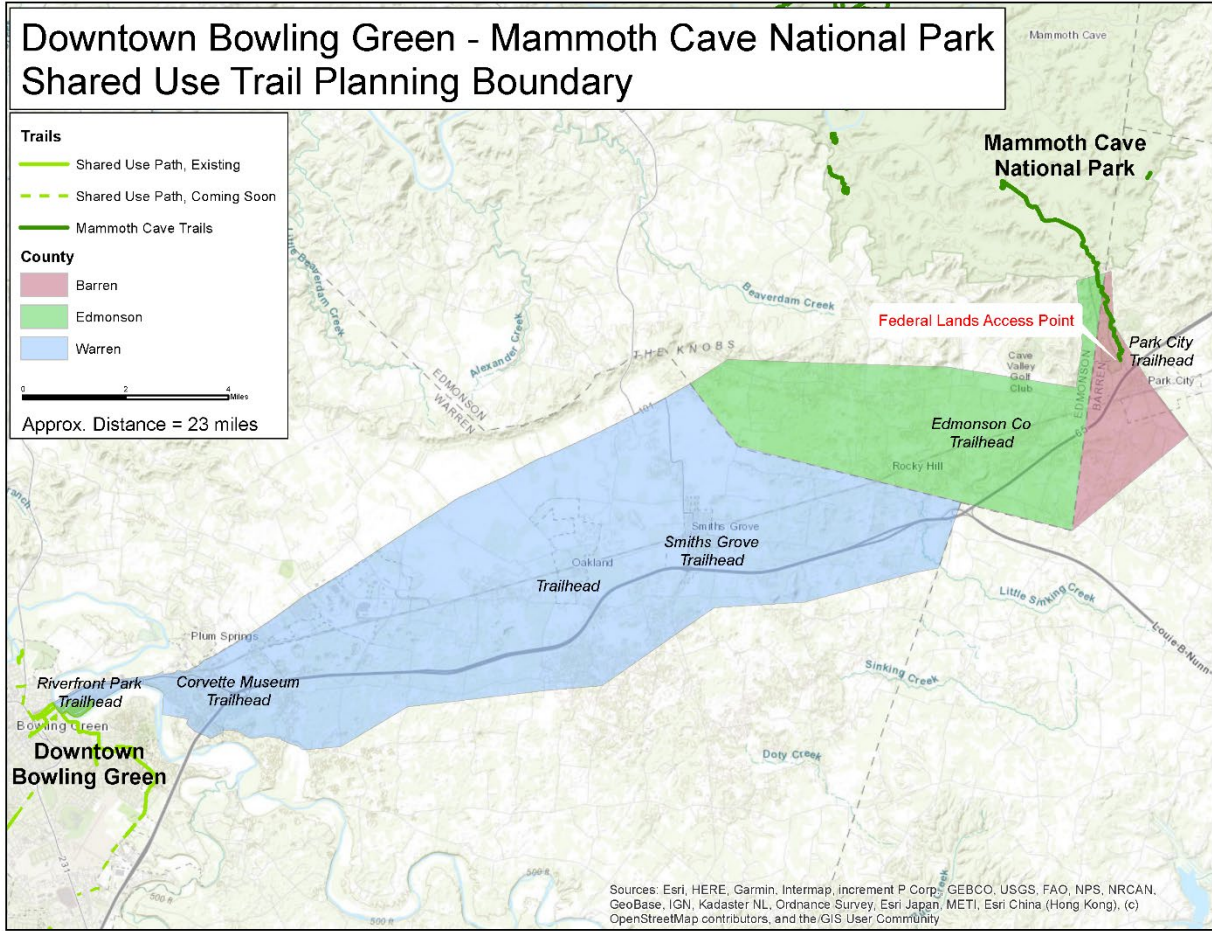 Downtown Bowling Green - Mammoth Cave National Park
Shared Use Trail Planning Boundary
Mammoth Cave
Trails
Shared Use Path, Existing
Shared Use Path, Coming Soon
Mammoth Cave Trails
County
Barren
Edmonson
Warren
0 2 4
Miles
Approx. Distance = 23 miles
Mammoth Cave
National Park
Little Beaverdam Creek
Alexander Creek
Beaverdam Creek
Federal Lands Access Point
THE KNOBS
EDMONSON
WARREN
Cave
Valley
Golf
Club
EDMONSON
BARREN
Park City
Trailhead
Park City
101
65
Edmonson Co
Trailhead
Rocky Hill
Smiths Grove
Smiths Grove
Trailhead
Oakland
Trailhead
Little Sinking Creek
Louie B Nunn
Sinking Creek
Plum Springs
Riverfront Park
Trailhead
Corvette Museum
Trailhead
Bowling Green
Downtown
Bowling Green
Doty Creek
231
500 ft
500 ft
Sources: Esri, HERE, Garmin, Intermap, increment P Corp., GEBCO, USGS, FAO, NPS, NRCAN,
GeoBase, IGN, Kadaster NL, Ordnance Survey, Esri Japan, METI, Esri China (Hong Kong), (c)
OpenStreetMap contributors, and the GIS User Community